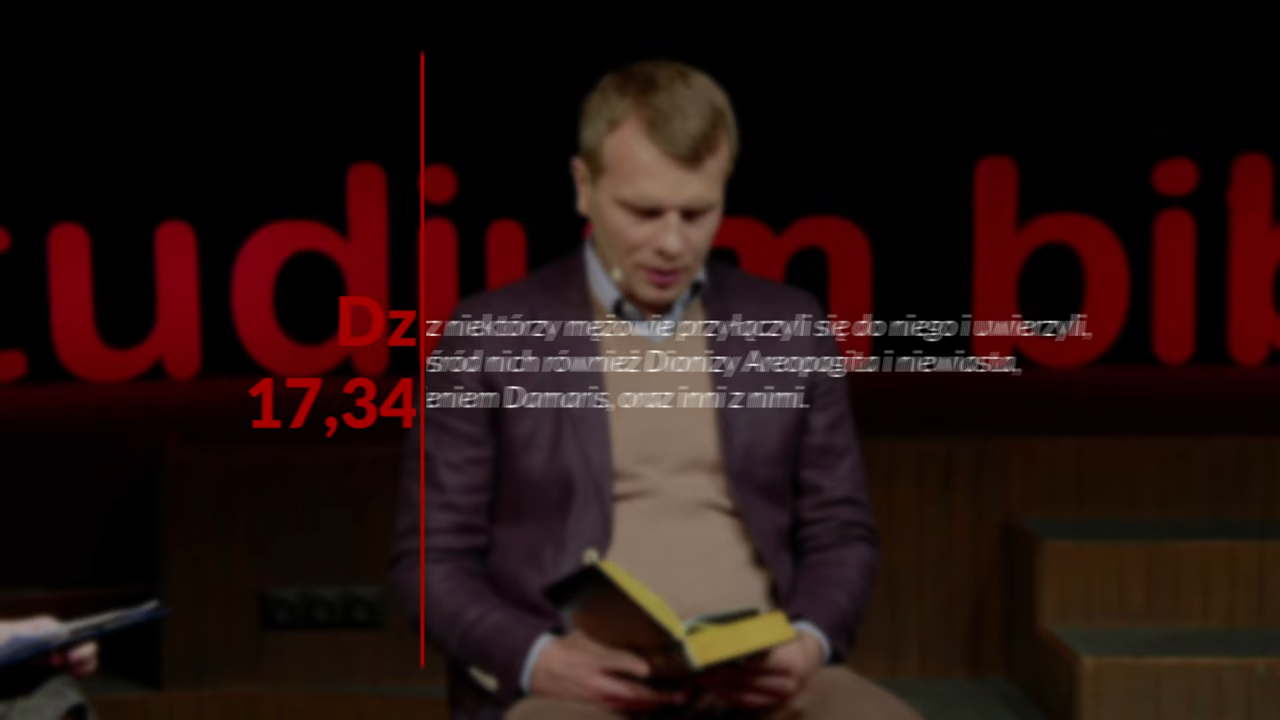 tudium bib
Dz
17,34
z niektórzy mężowie przyłączyli się do niego i uwierzyli,
śród nich również Dionizy Areopagita i niewiasta,
eniem Damaris, oraz inni z nimi.